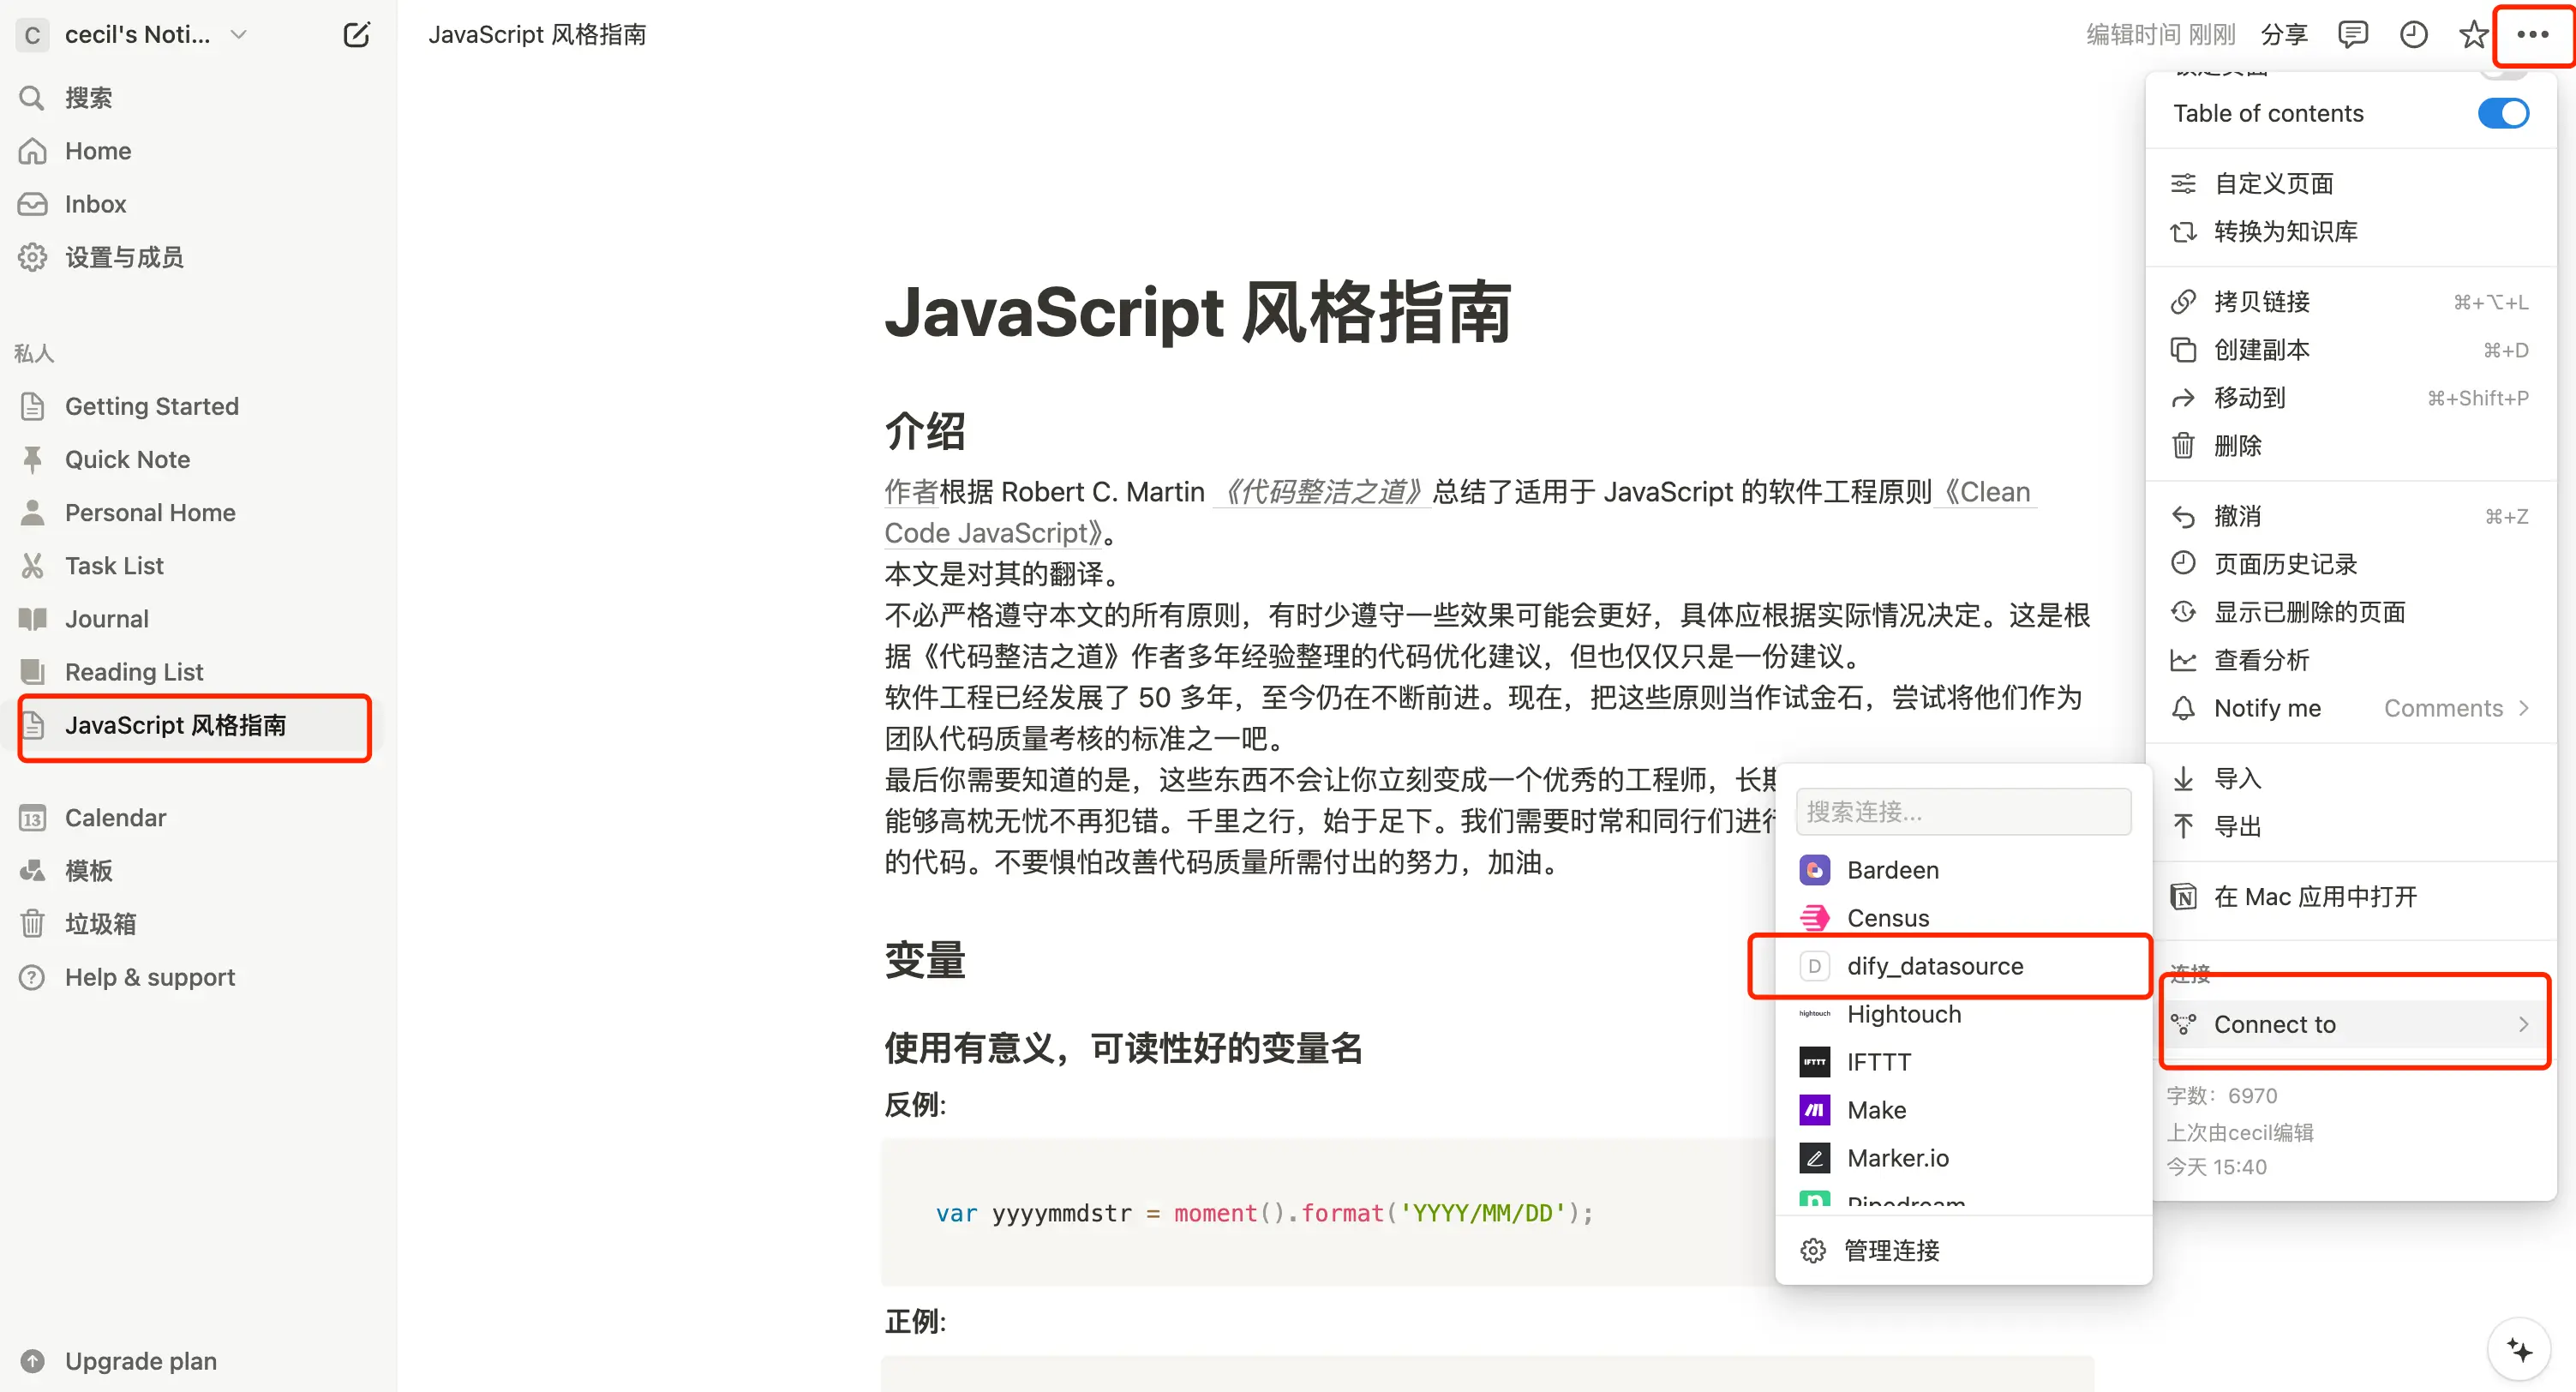 C cecil's Noti...
搜索
Home
Inbox
设置与成员
私人
Getting Started
Quick Note
Personal Home
Task List
Journal
Reading List
JavaScript 风格指南
13 Calendar
模板
垃圾箱
Help & support
Upgrade plan
JavaScript 风格指南
编辑时间 刚刚 分享
JavaScript 风格指南
介绍
作者根据 Robert C. Martin 《代码整洁之道》总结了适用于 JavaScript 的软件工程原则《Clean
Code JavaScript》。
本文是对其的翻译。
不必严格遵守本文的所有原则，有时少遵守一些效果可能会更好，具体应根据实际情况决定。这是根
据《代码整洁之道》作者多年经验整理的代码优化建议，但也仅仅只是一份建议。
软件工程已经发展了 50 多年，至今仍在不断前进。现在，把这些原则当作试金石，尝试将他们作为
团队代码质量考核的标准之一吧。
最后你需要知道的是，这些东西不会让你立刻变成一个优秀的工程师，长期
能够高枕无忧不再犯错。千里之行，始于足下。我们需要时常和同行们进行
的代码。不要惧怕改善代码质量所需付出的努力，加油。
变量
使用有意义，可读性好的变量名
反例:
var yyyymmdstr = moment().format('YYYY/MM/DD');
正例:
搜索连接...
Bardeen
Census
D dify_datasource
hightouch Hightouch
IFTTT IFTTT
Make
Marker.io
Pipedream
管理连接
Table of contents
自定义页面
转换为知识库
拷贝链接 ⌘+⌥+L
创建副本 ⌘+D
移动到 ⌘+Shift+P
删除
撤消 ⌘+Z
页面历史记录
显示已删除的页面
查看分析
Notify me Comments
导入
导出
在 Mac 应用中打开
连接
Connect to
字数：6970
上次由cecil编辑
今天 15:40